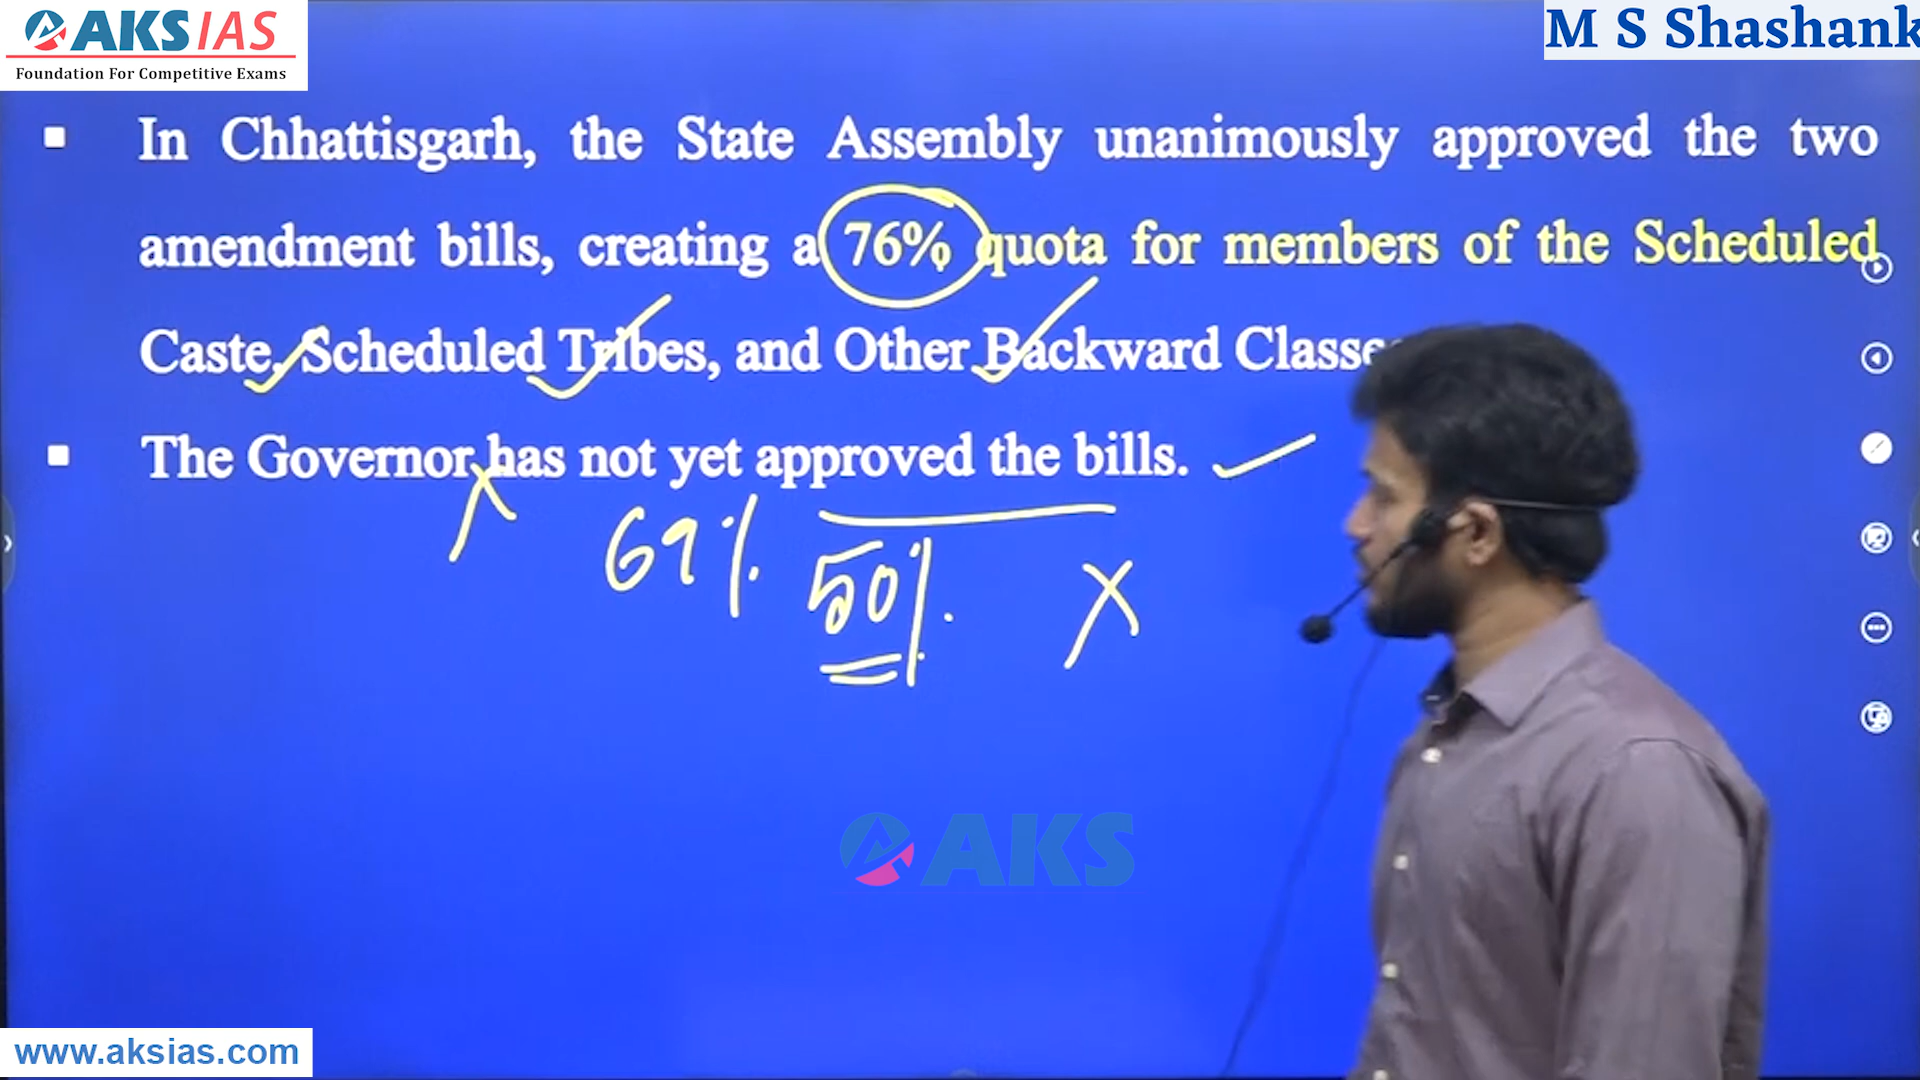 AKS IAS
Foundation For Competitive Exams
M S Shashank
In Chhattisgarh, the State Assembly unanimously approved the two
amendment bills, creating a 76% quota for members of the Scheduled
Caste, Scheduled Tribes, and Other Backward Classe
The Governor has not yet approved the bills.
69% 50%
AKS
www.aksias.com